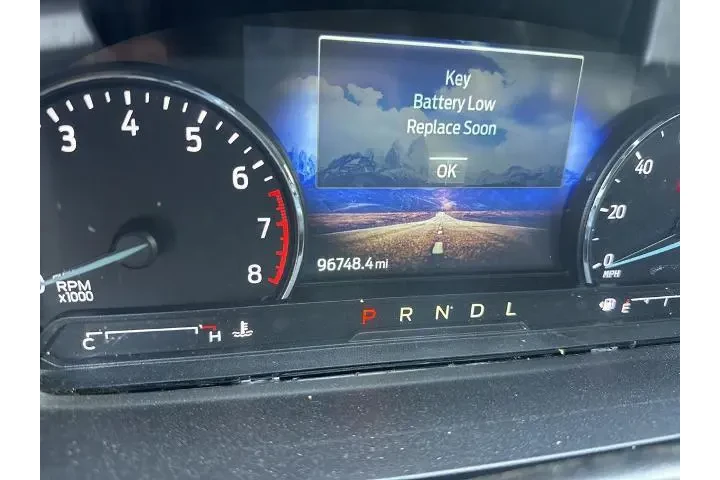 Key
Battery Low
Replace Soon
OK
3
4
5
6
7
8
RPM
x1000
96748.4 mi
40
20
0
MPH
C
H
P R N D L
E